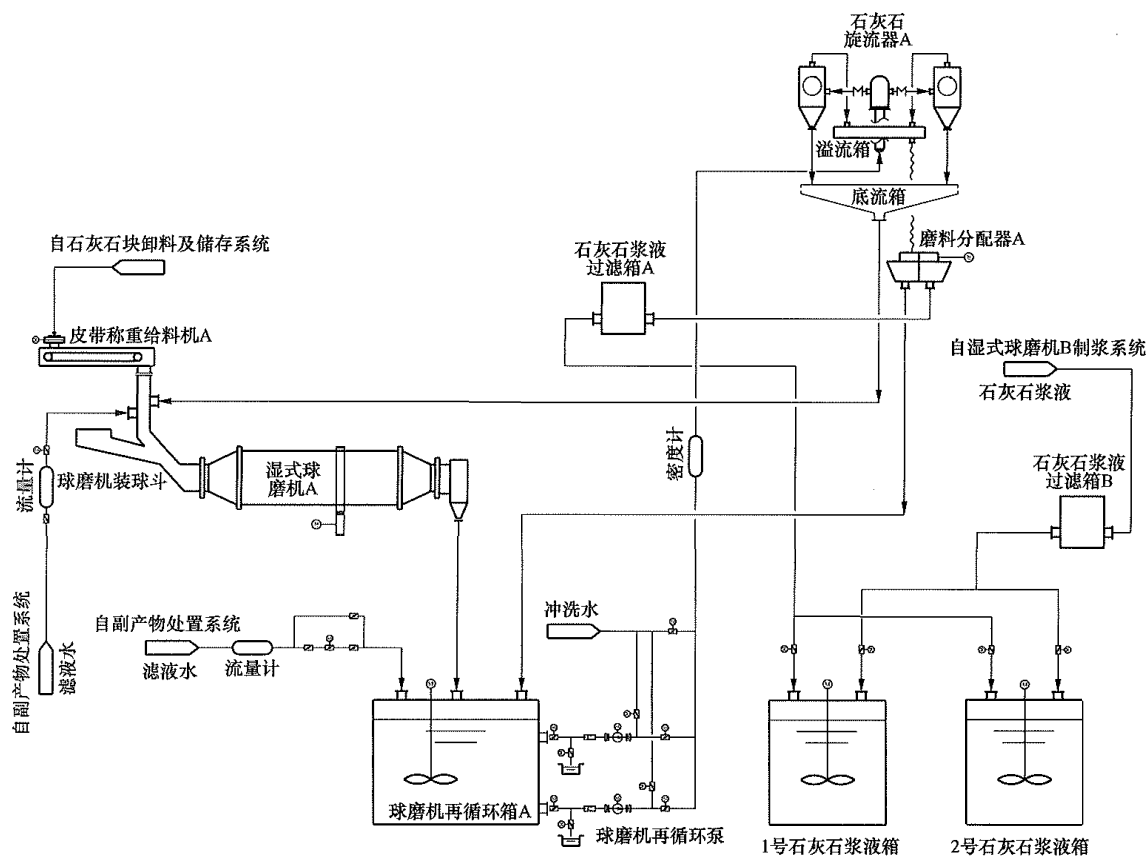 石灰石
旋流器A
溢流箱
底流箱
自石灰石块卸料及储存系统
石灰石浆液
过滤箱A
磨料分配器A
皮带称重给料机A
自湿式球磨机B制浆系统
石灰石浆液
密度计
湿式球
磨机A
球磨机装球斗
流量计
石灰石浆液
过滤箱B
自副产物处置系统
滤液水
自副产物处置系统
滤液水
流量计
冲洗水
球磨机再循环箱A
球磨机再循环泵
1号石灰石浆液箱
2号石灰石浆液箱